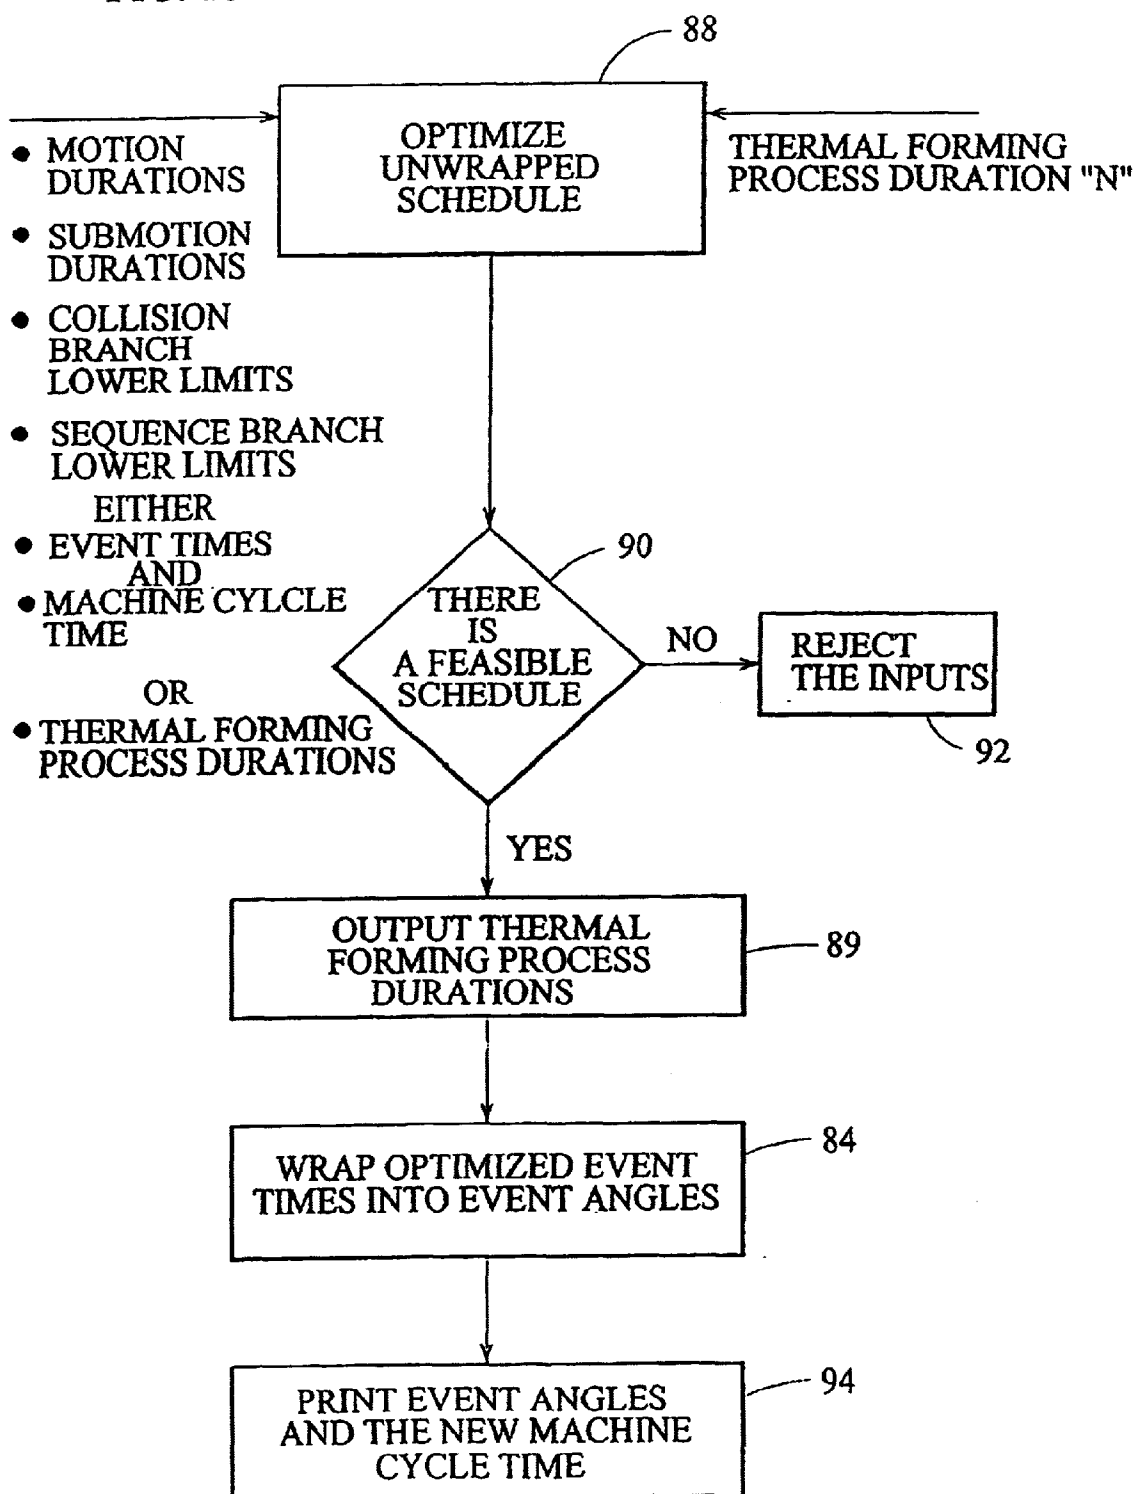 88
OPTIMIZE
UNWRAPPED
SCHEDULE
• MOTION
DURATIONS
• SUBMOTION
DURATIONS
• COLLISION
BRANCH
LOWER LIMITS
• SEQUENCE BRANCH
LOWER LIMITS
EITHER
• EVENT TIMES
AND
• MACHINE CYLCLE
TIME
OR
• THERMAL FORMING
PROCESS DURATIONS
THERMAL FORMING
PROCESS DURATION "N"
90
THERE
IS
A FEASIBLE
SCHEDULE
NO
REJECT
THE INPUTS
92
YES
OUTPUT THERMAL
FORMING PROCESS
DURATIONS
89
WRAP OPTIMIZED EVENT
TIMES INTO EVENT ANGLES
84
PRINT EVENT ANGLES
AND THE NEW MACHINE
CYCLE TIME
94